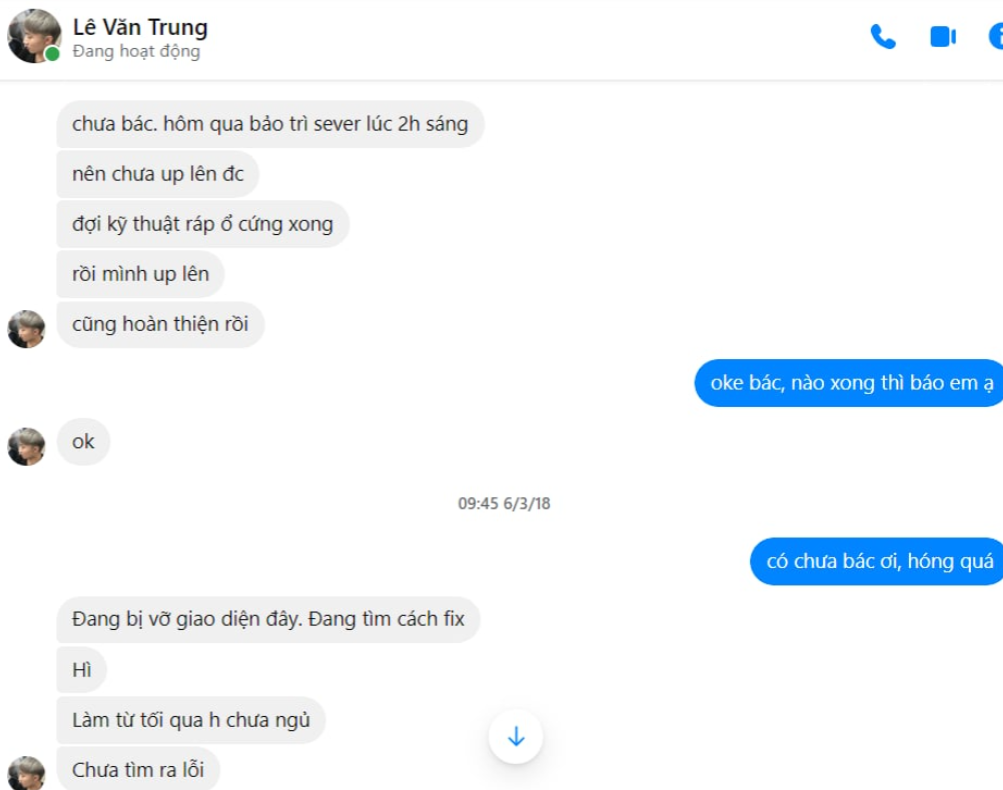 Lê Văn Trung
Đang hoạt động
chưa bác. hôm qua bảo trì sever lúc 2h sáng
nên chưa up lên đc
đợi kỹ thuật ráp ổ cứng xong
rồi mình up lên
cũng hoàn thiện rồi
oke bác, nào xong thì báo em ạ
ok
09:45 6/3/18
có chưa bác ơi, hóng quá
Đang bị vỡ giao diện đây. Đang tìm cách fix
Hì
Làm từ tối qua h chưa ngủ
Chưa tìm ra lỗi